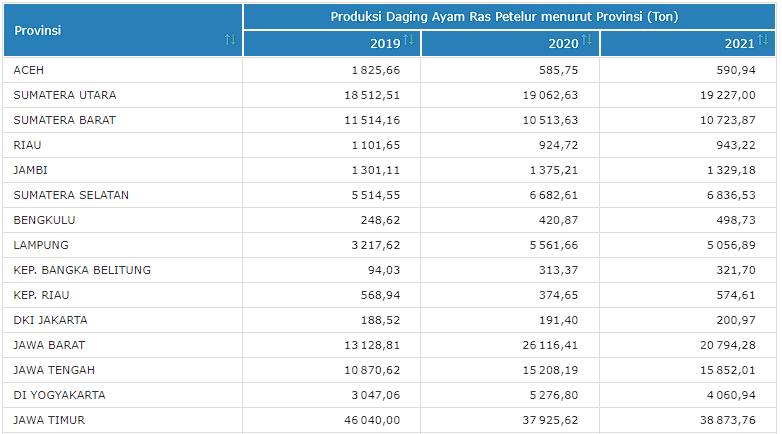 Provinsi
Produksi Daging Ayam Ras Petelur menurut Provinsi (Ton)
2019 2020 2021
ACEH 1 825,66 585,75 590,94
SUMATERA UTARA 18 512,51 19 062,63 19 227,00
SUMATERA BARAT 11 514,16 10 513,63 10 723,87
RIAU 1 101,65 924,72 943,22
JAMBI 1 301,11 1 375,21 1 329,18
SUMATERA SELATAN 5 514,55 6 682,61 6 836,53
BENGKULU 248,62 420,87 498,73
LAMPUNG 3 217,62 5 561,66 5 056,89
KEP. BANGKA BELITUNG 94,03 313,37 321,70
KEP. RIAU 568,94 374,65 574,61
DKI JAKARTA 188,52 191,40 200,97
JAWA BARAT 13 128,81 26 116,41 20 794,28
JAWA TENGAH 10 870,62 15 208,19 15 852,01
DI YOGYAKARTA 3 047,06 5 276,80 4 060,94
JAWA TIMUR 46 040,00 37 925,62 38 873,76